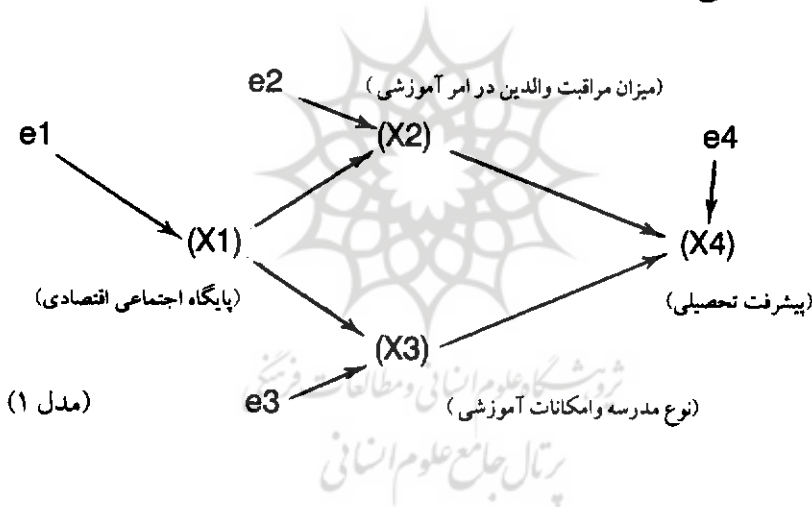 e2
(میزان مراقبت والدین در امر آموزشی)
e1
(X2)
e4
(X1)
(X4)
(پایگاه اجتماعی اقتصادی)
(پیشرفت تحصیلی)
(X3)
(مدل ۱)
e3
(نوع مدرسه وامکانات آموزشی)
پژوهشگاه علوم انسانی و مطالعات فرهنگی
پرتال جامع علوم انسانی